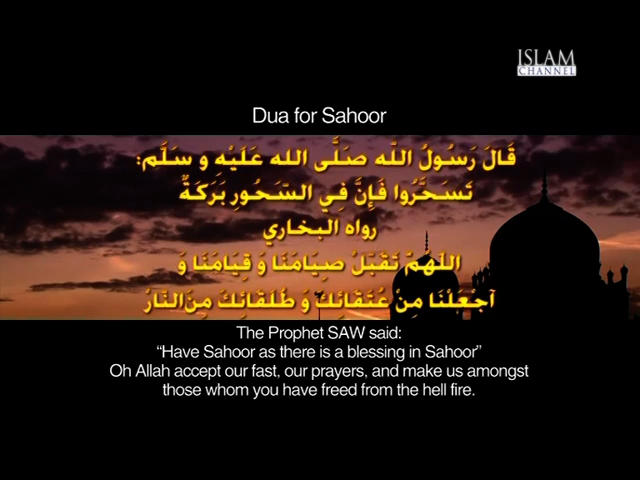 ISLAM
CHANNEL
Dua for Sahoor
قَالَ رَسُولُ اللّٰه صَلَّى الله عَلَيْهِ وَ سَلَّم:
تَسَحَّرُوا فَإِنَّ فِي السَّحُورِ بَرَكَةٌ
رواه البخاري
اللَّهمّ تَقَبَلْ صِيَامَنَا وَ قِيَامَنَا وَ
آجْعَلْنَا مِنْ عُتَقَائِكَ وَ طُلَقَائِكَ مِنَ النَّارْ
The Prophet SAW said:
“Have Sahoor as there is a blessing in Sahoor”
Oh Allah accept our fast, our prayers, and make us amongst
those whom you have freed from the hell fire.